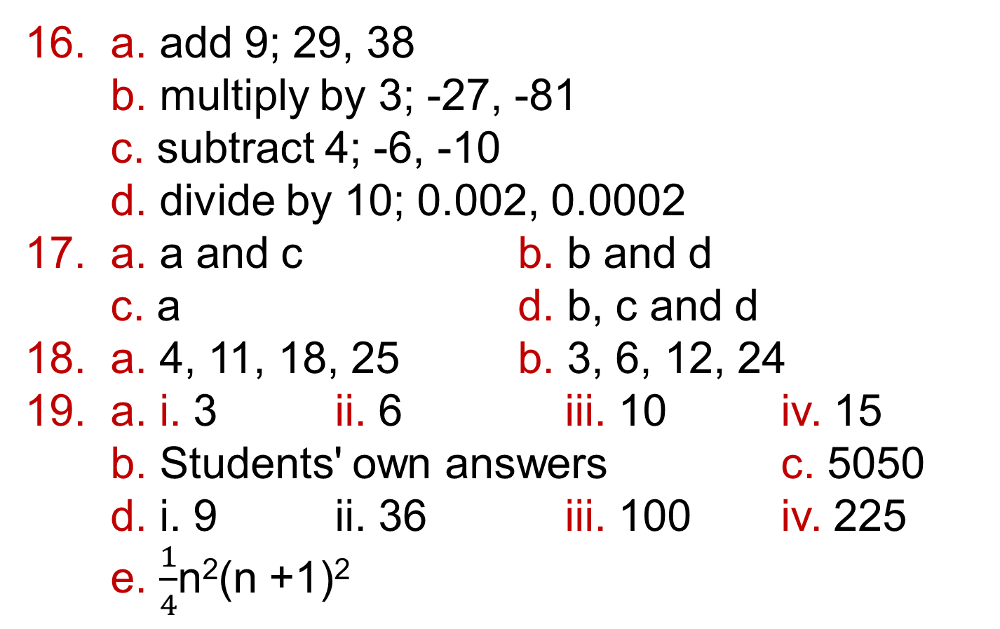 16. a. add 9; 29, 38
b. multiply by 3; -27, -81
c. subtract 4; -6, -10
d. divide by 10; 0.002, 0.0002
17. a. a and c b. b and d
c. a d. b, c and d
18. a. 4, 11, 18, 25 b. 3, 6, 12, 24
19. a. i. 3 ii. 6 iii. 10 iv. 15
b. Students' own answers c. 5050
d. i. 9 ii. 36 iii. 100 iv. 225
e. 1/4 n²(n +1)²